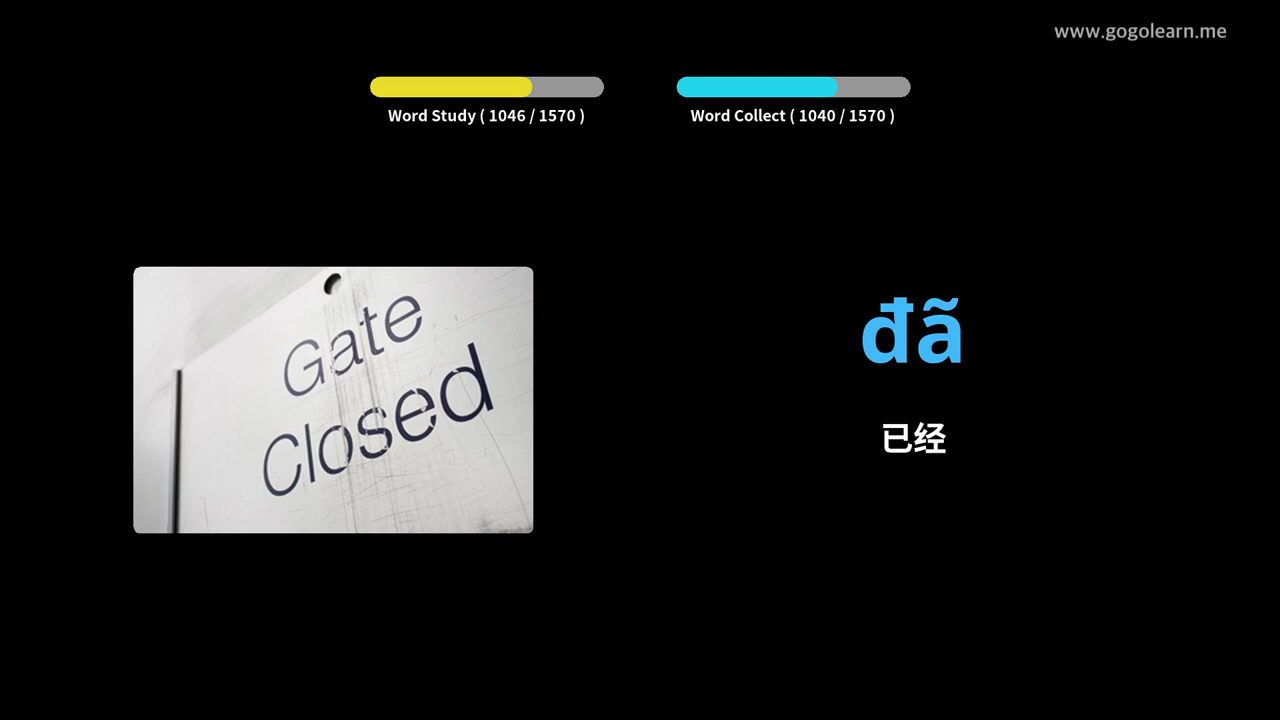 www.gogolearn.me
Word Study ( 1046 / 1570 )
Word Collect ( 1040 / 1570 )
Gate
Closed
đã
已经